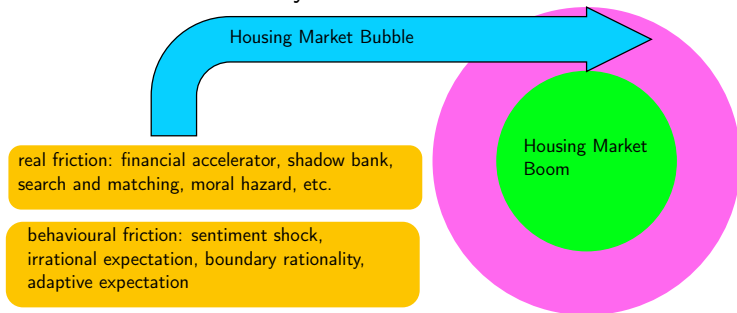 Housing Market Bubble
Housing Market
Boom
real friction: financial accelerator, shadow bank,
search and matching, moral hazard, etc.
behavioural friction: sentiment shock,
irrational expectation, boundary rationality,
adaptive expectation